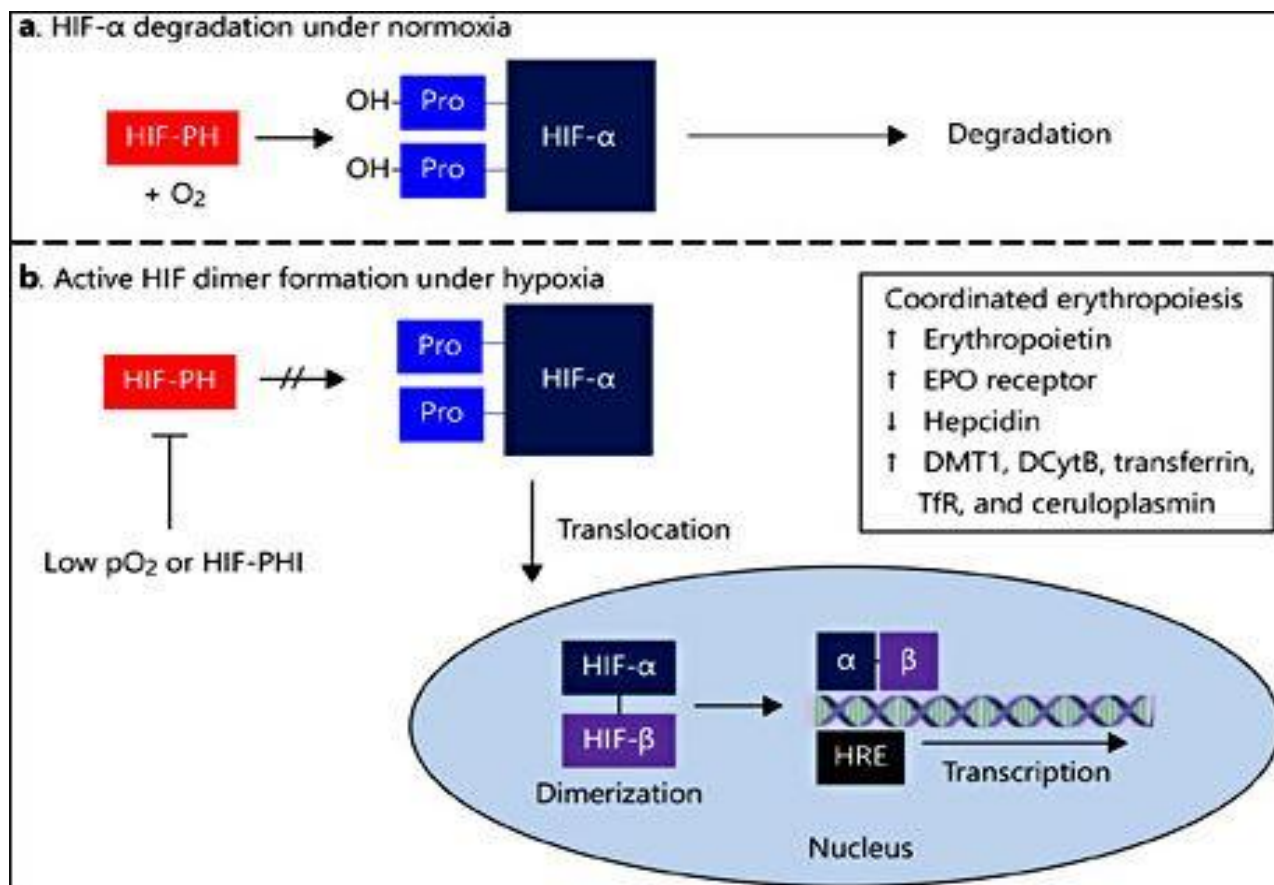 a. HIF-α degradation under normoxia
HIF-PH
+ O₂
OH-Pro
OH-Pro
HIF-α
Degradation
b. Active HIF dimer formation under hypoxia
HIF-PH
Low pO₂ or HIF-PHI
Pro
Pro
HIF-α
Translocation
Coordinated erythropoiesis
↑ Erythropoietin
↑ EPO receptor
↓ Hepcidin
↑ DMT1, DCytB, transferrin,
TfR, and ceruloplasmin
HIF-α
HIF-β
Dimerization
α β
HRE
Transcription
Nucleus